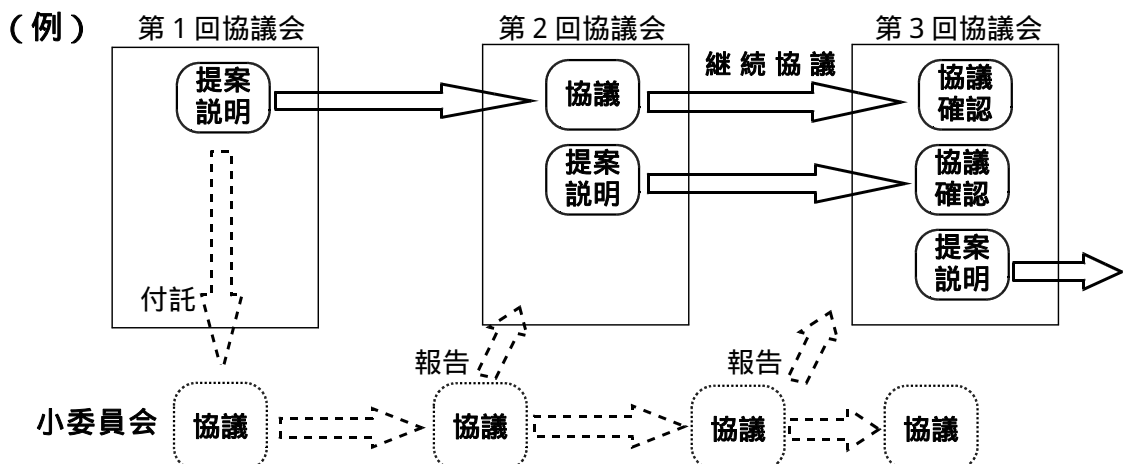 （例）
第１回協議会
第２回協議会
第３回協議会
提案
説明
協議
継続協議
協議
確認
提案
説明
協議
確認
提案
説明
付託
報告
報告
小委員会
協議
協議
協議
協議